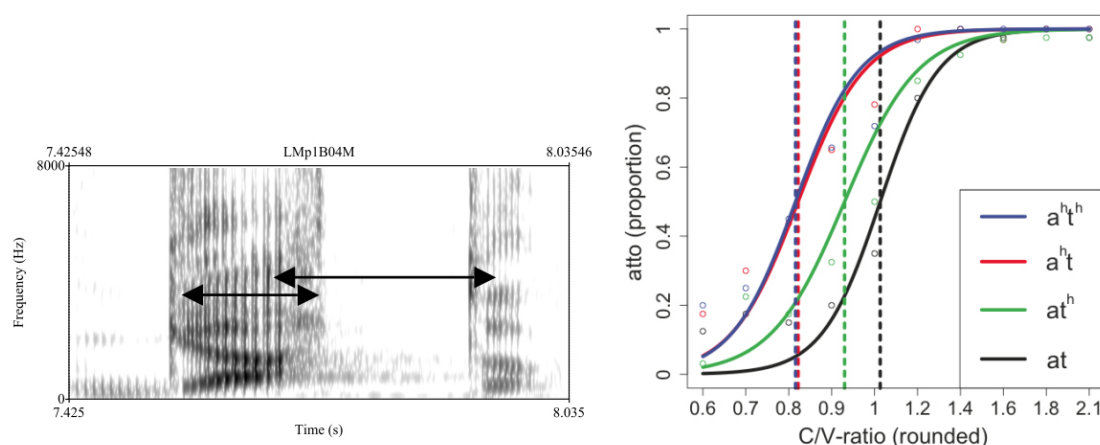 7.42548 LMp1B04M 8.03546
8000
Frequency (Hz)
0
7.425 8.035
Time (s)
1
0.8
0.6
0.4
0.2
0
atto (proportion)
aʰtʰ
aʰt
atʰ
at
0.6 0.7 0.8 0.9 1 1.2 1.4 1.6 1.8 2.1
C/V-ratio (rounded)